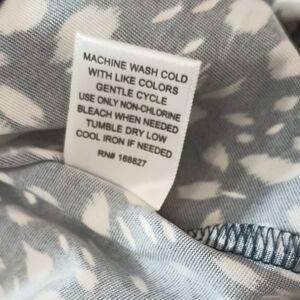 MACHINE WASH COLD
WITH LIKE COLORS
GENTLE CYCLE
USE ONLY NON-CHLORINE
BLEACH WHEN NEEDED
TUMBLE DRY LOW
COOL IRON IF NEEDED
RN# 168827